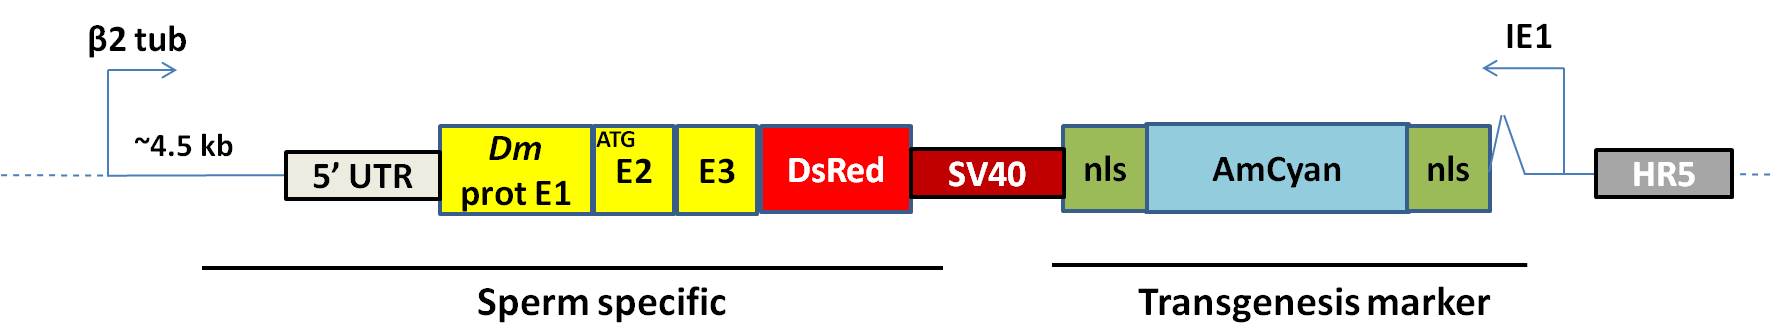 β2 tub
IE1
~4.5 kb
5’ UTR
Dm
prot E1
ATG
E2
E3
DsRed
SV40
nls
AmCyan
nls
HR5
Sperm specific
Transgenesis marker